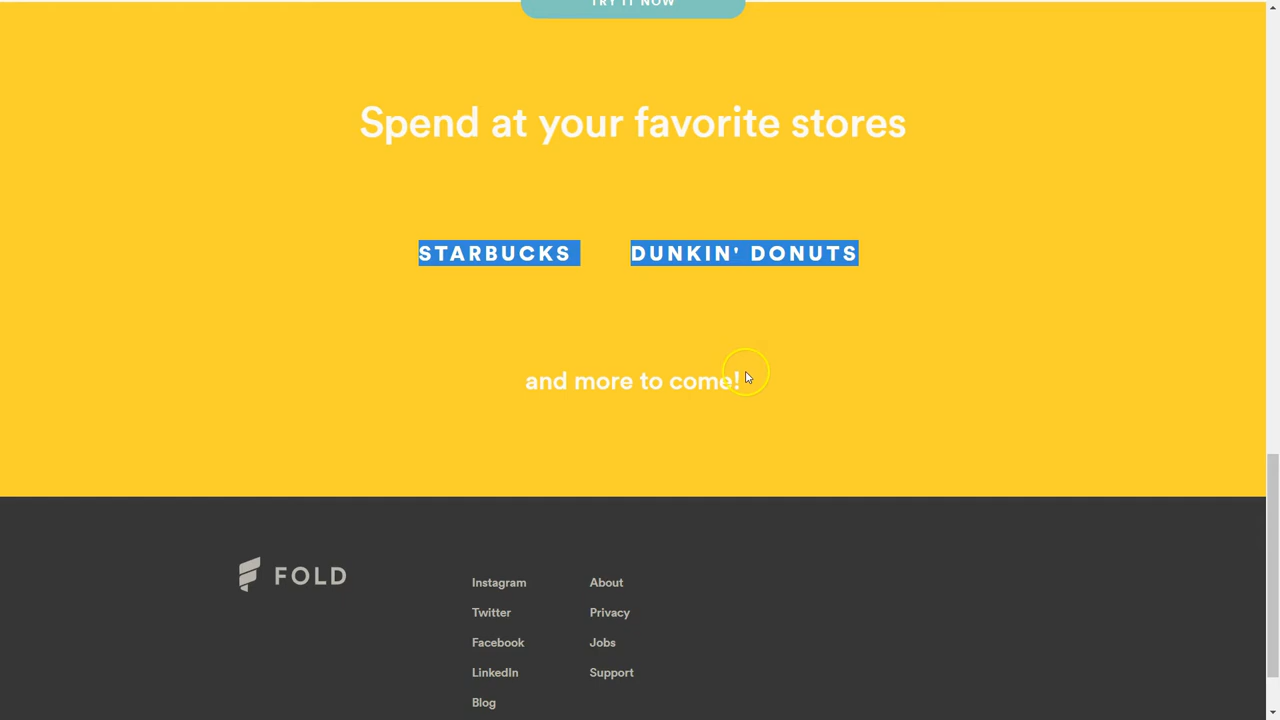 TRY IT NOW
Spend at your favorite stores
STARBUCKS DUNKIN' DONUTS
and more to come!
FOLD
Instagram About
Twitter Privacy
Facebook Jobs
LinkedIn Support
Blog